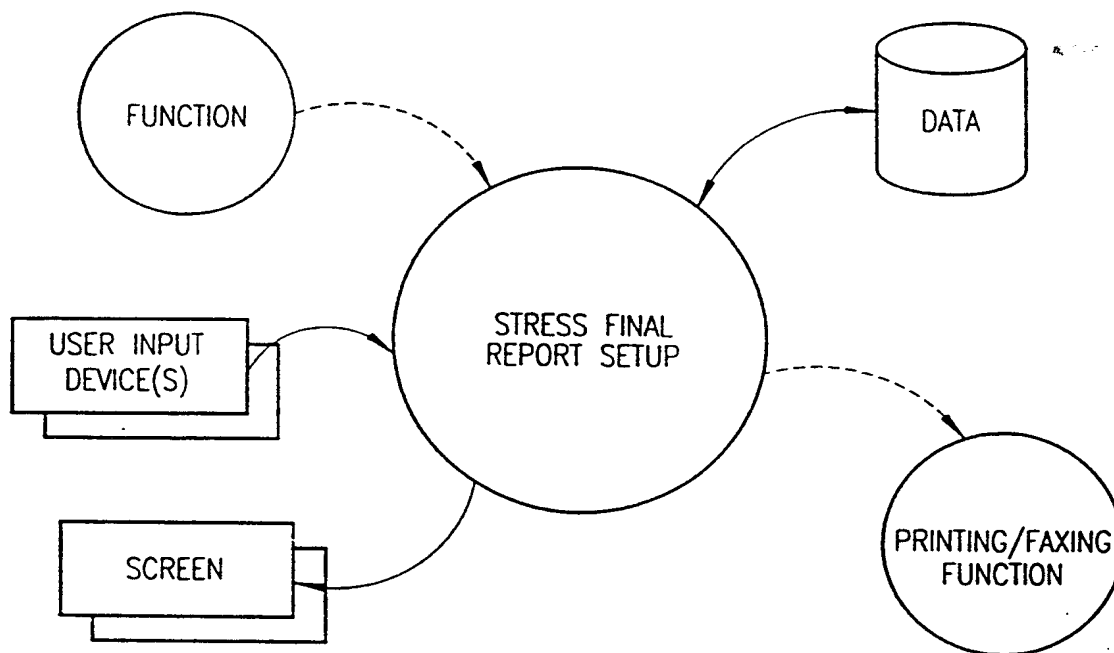 FUNCTION
DATA
STRESS FINAL
REPORT SETUP
USER INPUT
DEVICE(S)
SCREEN
PRINTING/FAXING
FUNCTION